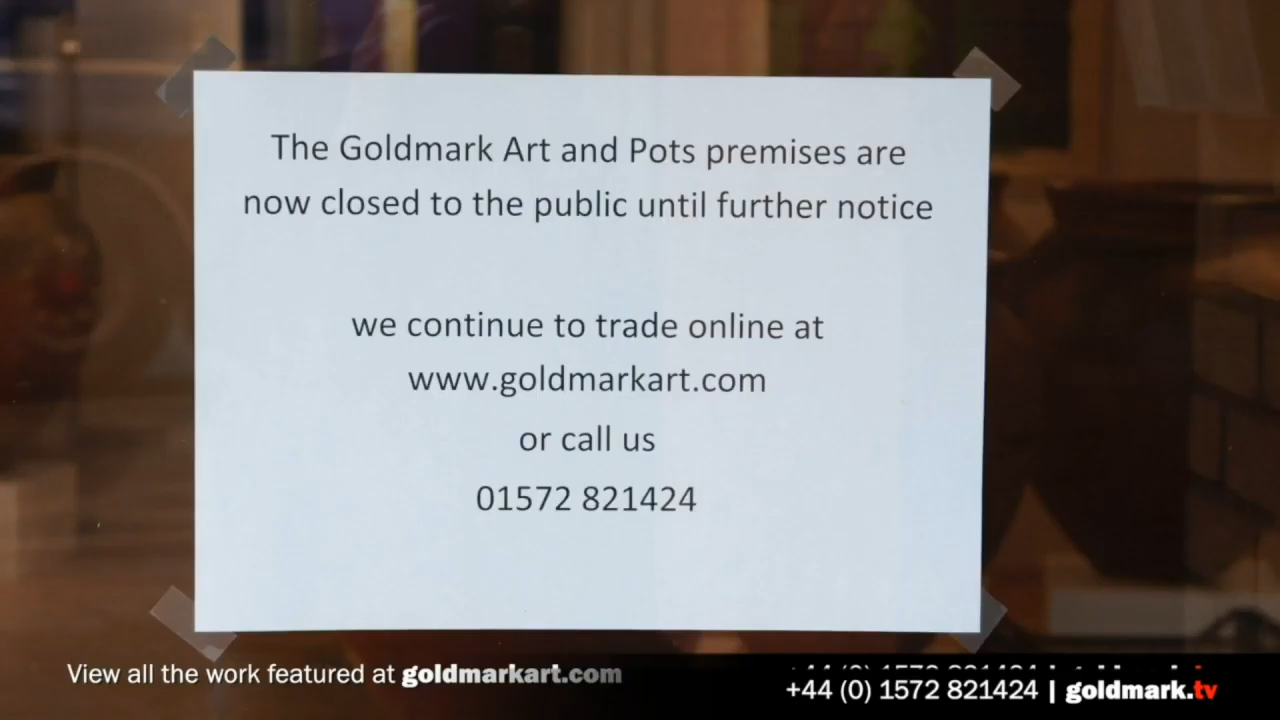 The Goldmark Art and Pots premises are
now closed to the public until further notice
we continue to trade online at
www.goldmarkart.com
or call us
01572 821424
View all the work featured at goldmarkart.com
+44 (0) 1572 821424 | goldmark.tv